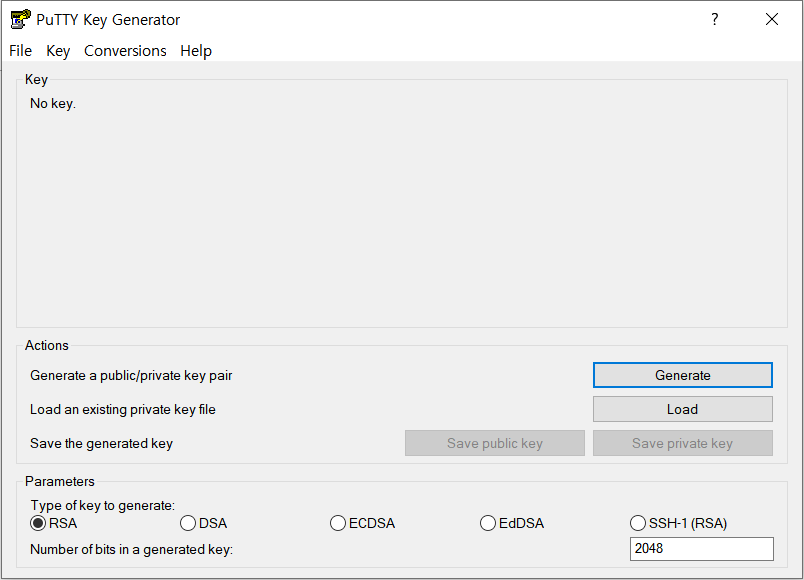 PuTTY Key Generator ?
File Key Conversions Help
Key
No key.
Actions
Generate a public/private key pair Generate
Load an existing private key file Load
Save the generated key Save public key Save private key
Parameters
Type of key to generate:
RSA DSA ECDSA EdDSA SSH-1 (RSA)
Number of bits in a generated key: 2048